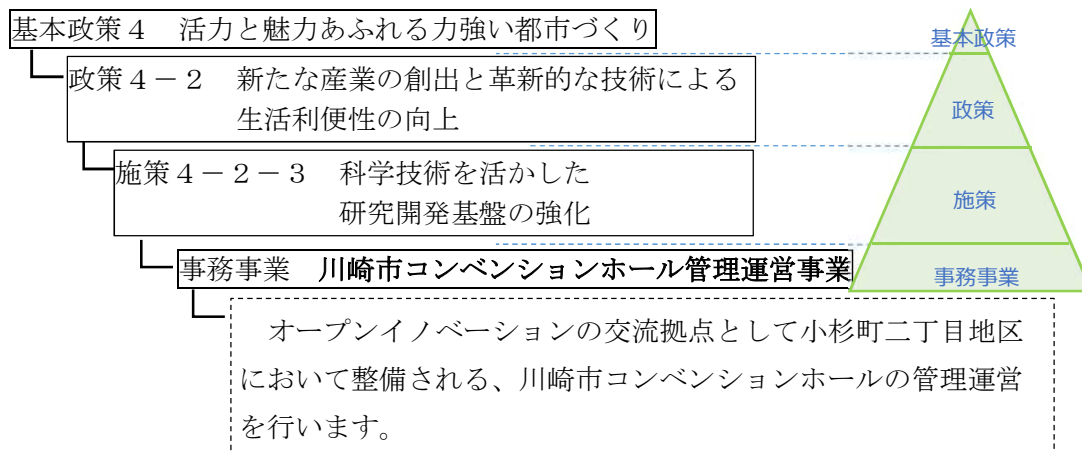 基本政策４　活力と魅力あふれる力強い都市づくり
政策４－２　新たな産業の創出と革新的な技術による
生活利便性の向上
施策４－２－３　科学技術を活かした
研究開発基盤の強化
事務事業　川崎市コンベンションホール管理運営事業
オープンイノベーションの交流拠点として小杉町二丁目地区
において整備される、川崎市コンベンションホールの管理運営
を行います。
基本政策
政策
施策
事務事業